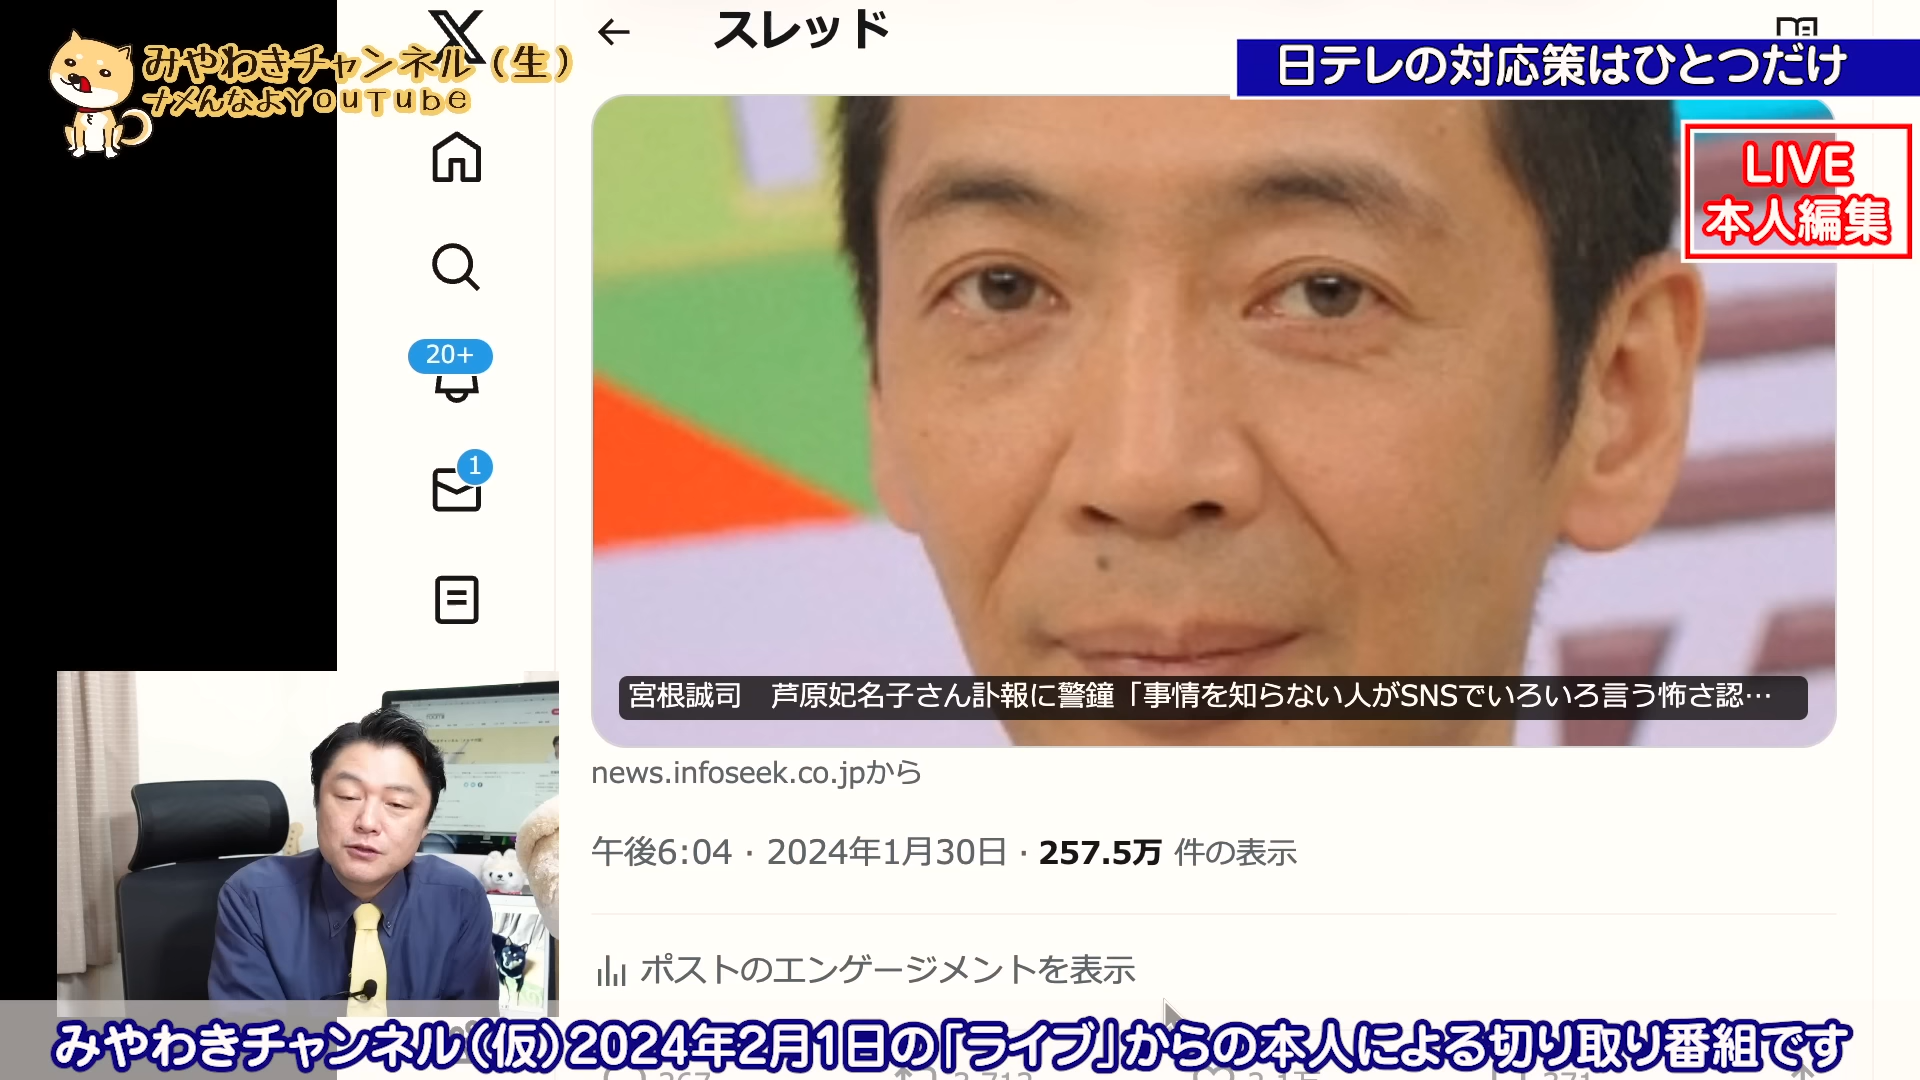 スレッド
みやわきチャンネル（生）
ナメんなよYouTube
日テレの対応策はひとつだけ
LIVE
本人編集
20+
1
宮根誠司　芦原妃名子さん訃報に警鐘「事情を知らない人がSNSでいろいろ言う怖さ認…
news.infoseek.co.jpから
午後6:04 · 2024年1月30日 · 257.5万 件の表示
ポストのエンゲージメントを表示
みやわきチャンネル（仮）2024年2月1日の「ライブ」からの本人による切り取り番組です